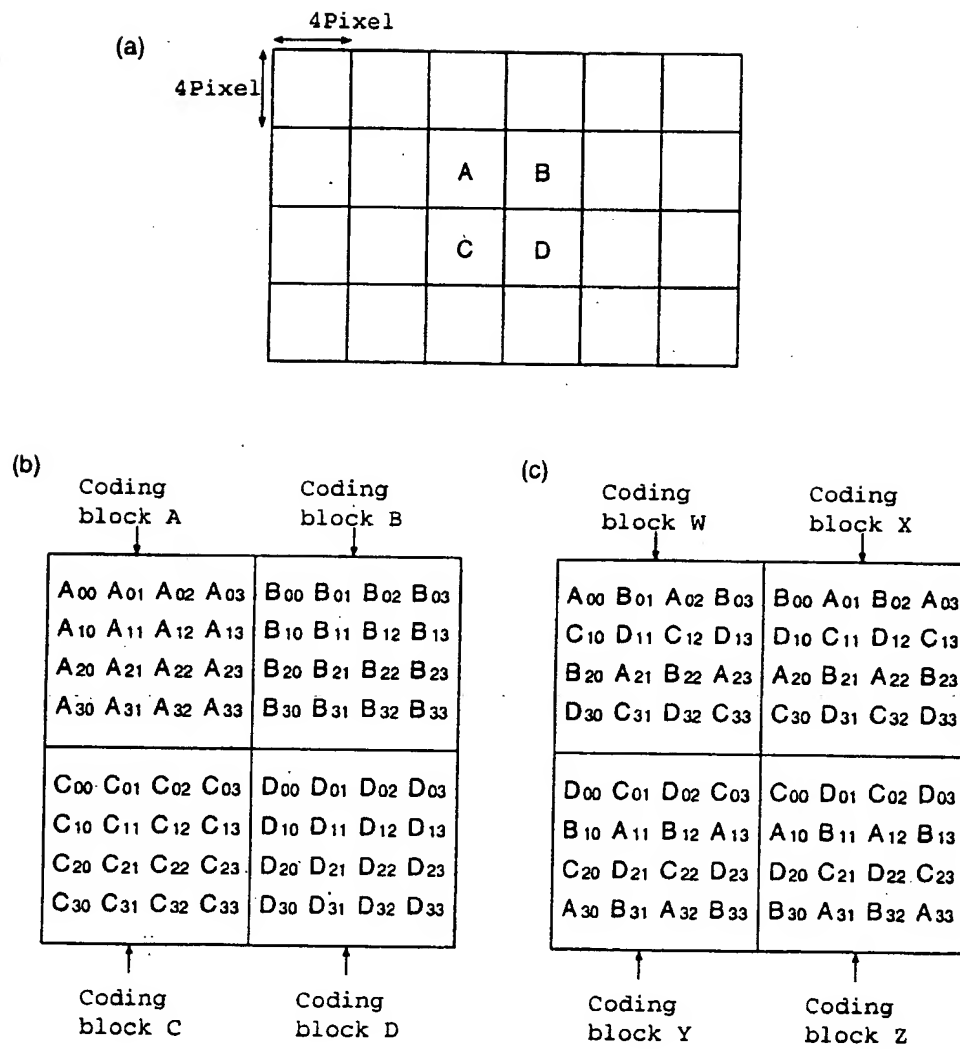 4Pixel
(a)
4Pixel
A B
C D
(b)
Coding block A
Coding block B
A00 A01 A02 A03 B00 B01 B02 B03
A10 A11 A12 A13 B10 B11 B12 B13
A20 A21 A22 A23 B20 B21 B22 B23
A30 A31 A32 A33 B30 B31 B32 B33
C00 C01 C02 C03 D00 D01 D02 D03
C10 C11 C12 C13 D10 D11 D12 D13
C20 C21 C22 C23 D20 D21 D22 D23
C30 C31 C32 C33 D30 D31 D32 D33
Coding block C
Coding block D
(c)
Coding block W
Coding block X
A00 B01 A02 B03 B00 A01 B02 A03
C10 D11 C12 D13 D10 C11 D12 C13
B20 A21 B22 A23 A20 B21 A22 B23
D30 C31 D32 C33 C30 D31 C32 D33
D00 C01 D02 C03 C00 D01 C02 D03
B10 A11 B12 A13 A10 B11 A12 B13
C20 D21 C22 D23 D20 C21 D22 C23
A30 B31 A32 B33 B30 A31 B32 A33
Coding block Y
Coding block Z